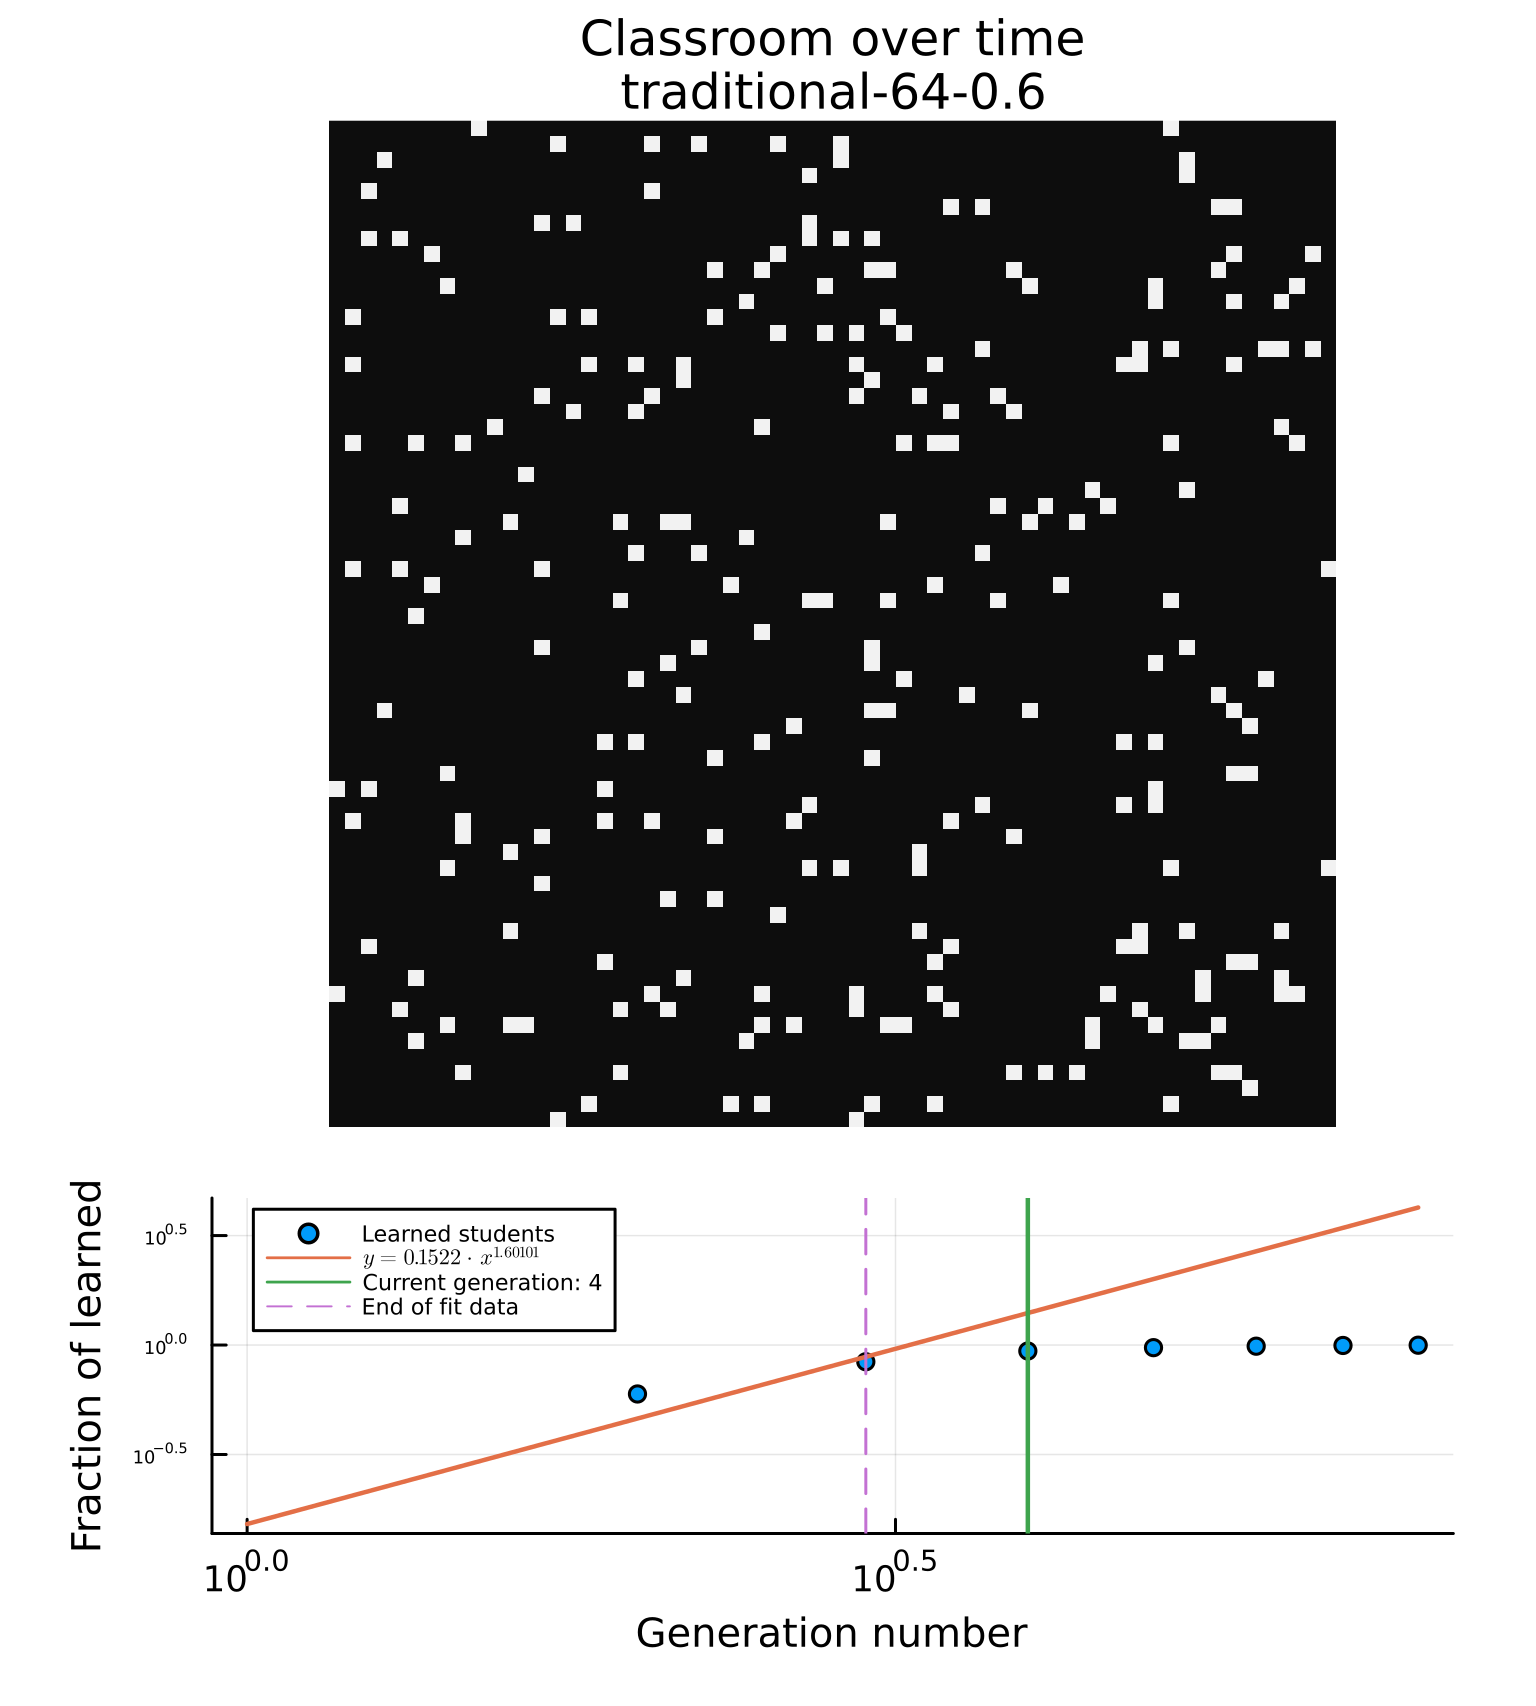 Classroom over time
traditional-64-0.6
Fraction of learned
10^0.5
10^0.0
10^−0.5
Learned students
y = 0.1522 · x^1.60101
Current generation: 4
End of fit data
10^0.0
10^0.5
Generation number